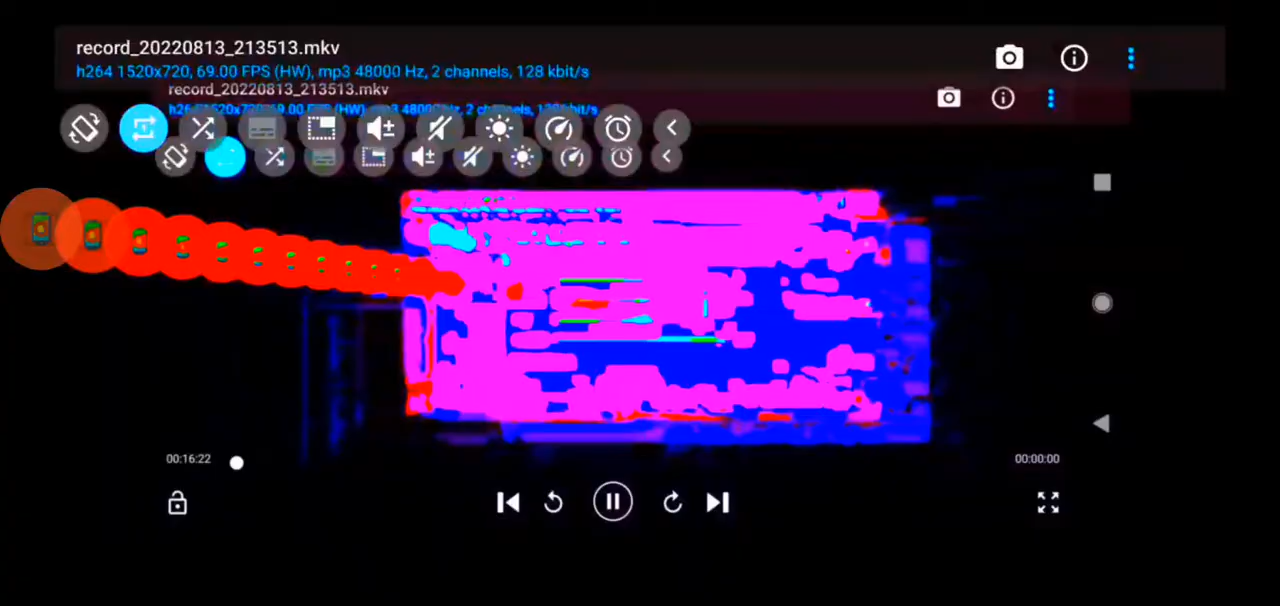 record_20220813_213513.mkv
h264 1520x720, 69.00 FPS (HW), mp3 48000 Hz, 2 channels, 128 kbit/s
record_20220813_213513.mkv
00:16:22
00:00:00